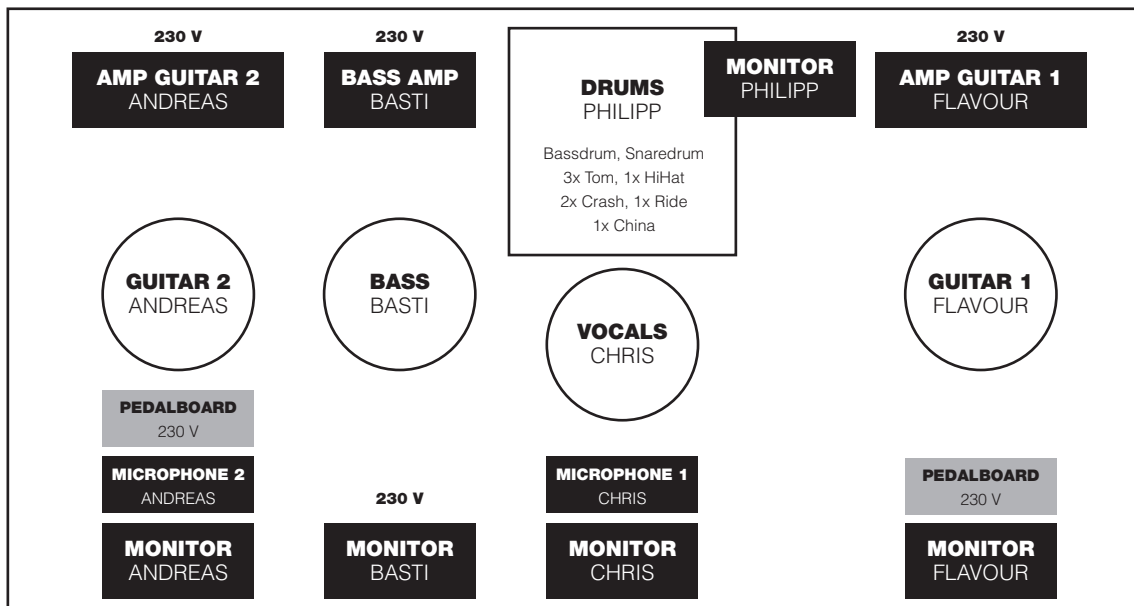 230 V
AMP GUITAR 2
ANDREAS
230 V
BASS AMP
BASTI
DRUMS
PHILIPP
Bassdrum, Snaredrum
3x Tom, 1x HiHat
2x Crash, 1x Ride
1x China
MONITOR
PHILIPP
230 V
AMP GUITAR 1
FLAVOUR
GUITAR 2
ANDREAS
BASS
BASTI
VOCALS
CHRIS
GUITAR 1
FLAVOUR
PEDALBOARD
230 V
MICROPHONE 2
ANDREAS
MONITOR
ANDREAS
230 V
MONITOR
BASTI
MICROPHONE 1
CHRIS
MONITOR
CHRIS
PEDALBOARD
230 V
MONITOR
FLAVOUR